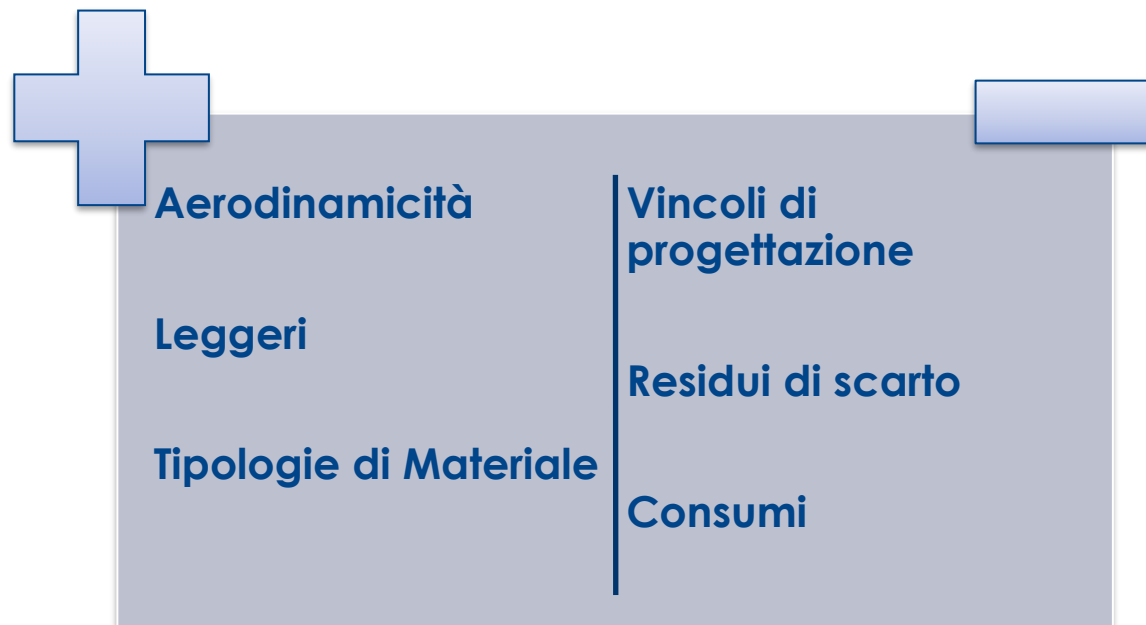 Aerodinamicità
Leggeri
Tipologie di Materiale
Vincoli di
progettazione
Residui di scarto
Consumi